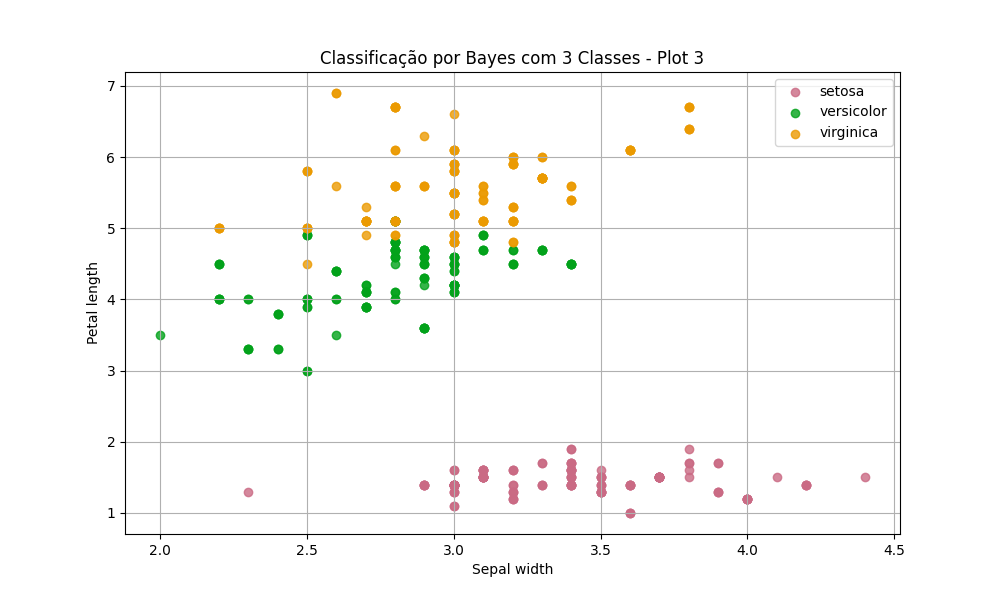 Classificação por Bayes com 3 Classes - Plot 3
setosa
versicolor
virginica
Petal length
7
6
5
4
3
2
1
2.0 2.5 3.0 3.5 4.0 4.5
Sepal width